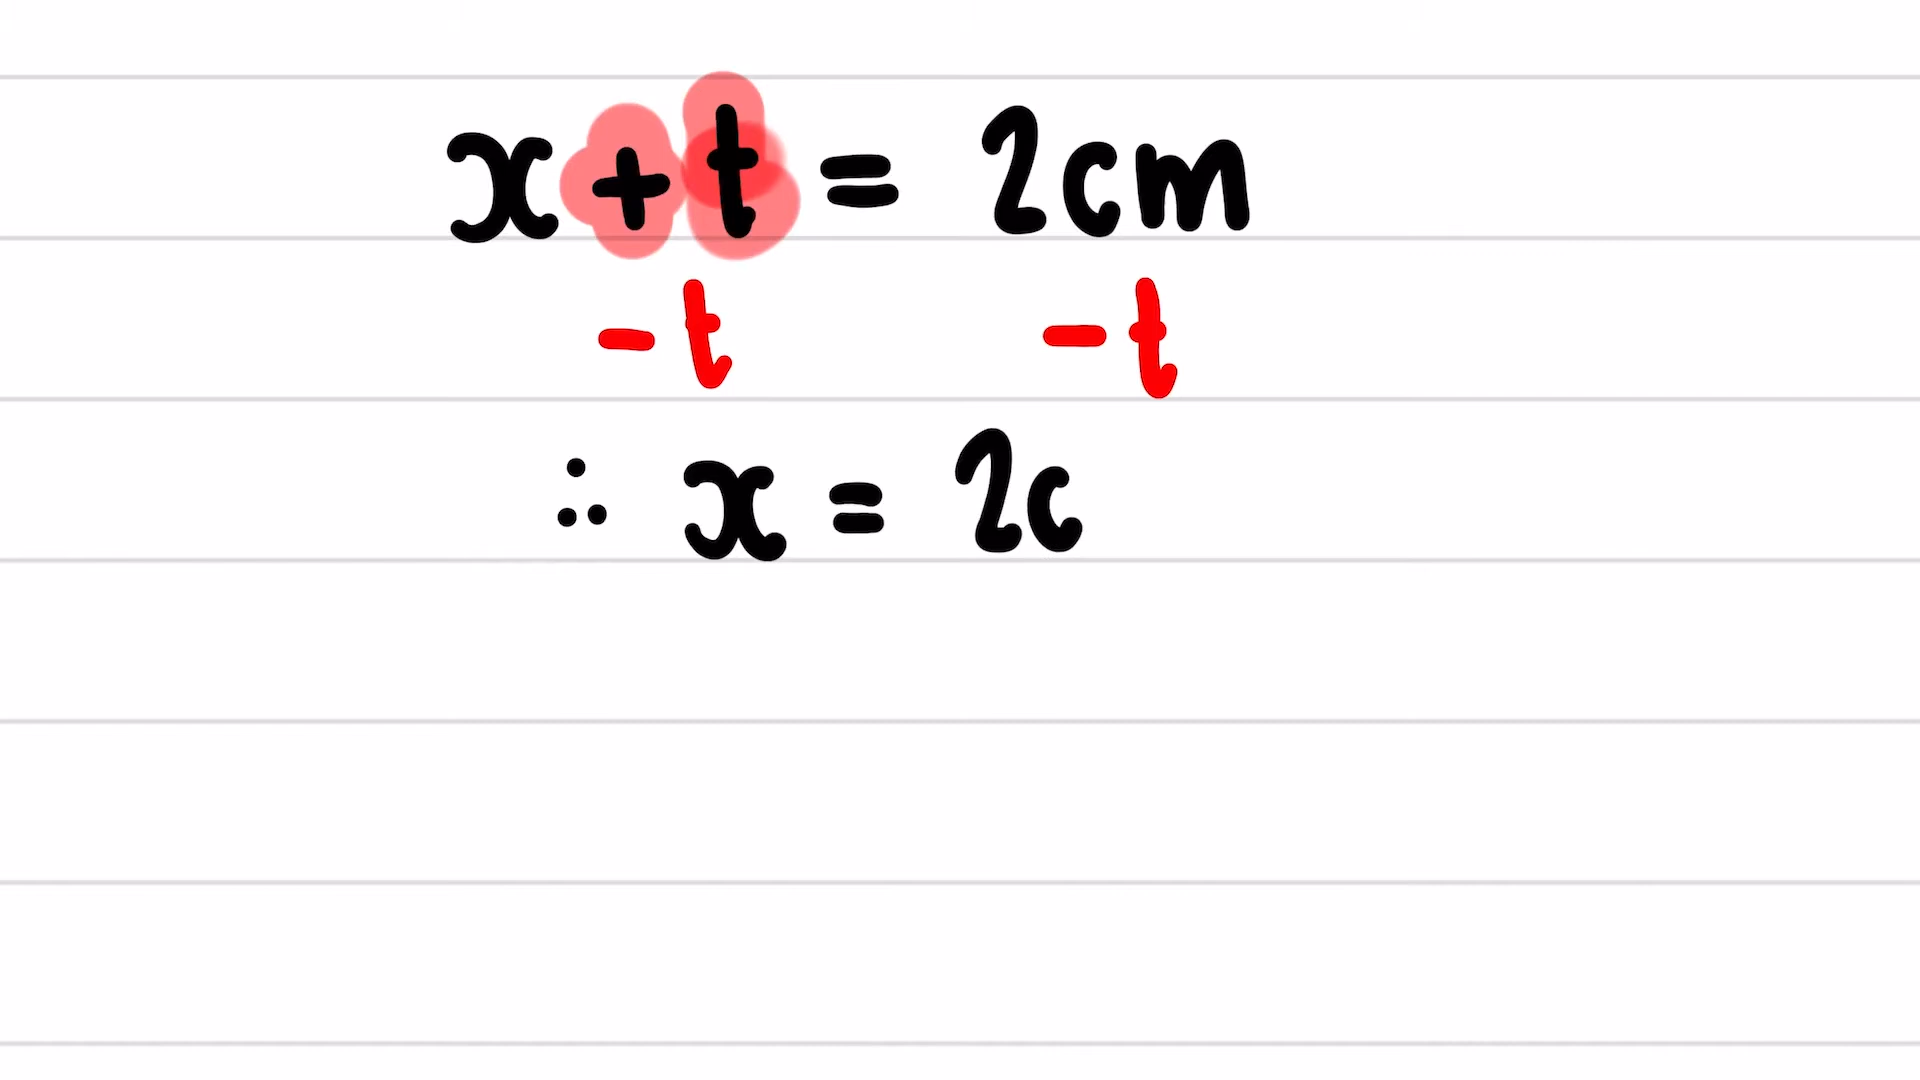 x + t = 2cm
- t - t
∴ x = 2c